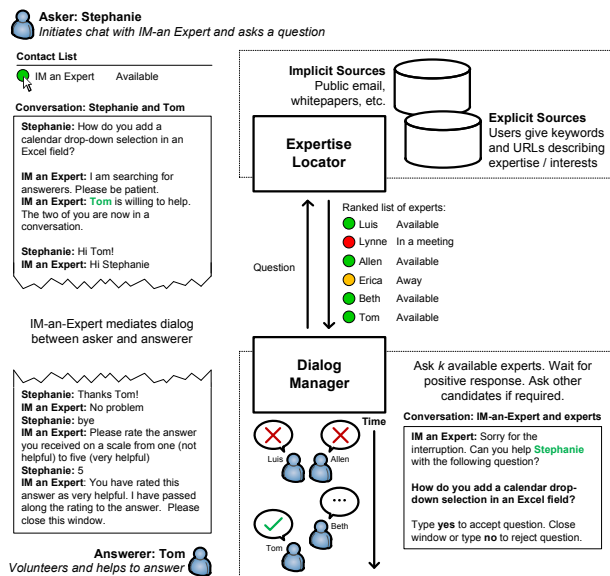 Asker: Stephanie
Initiates chat with IM-an Expert and asks a question
Contact List
IM an Expert Available
Conversation: Stephanie and Tom
Stephanie: How do you add a
calendar drop-down selection in an
Excel field?
IM an Expert: I am searching for
answerers. Please be patient.
IM an Expert: Tom is willing to help.
The two of you are now in a
conversation.
Stephanie: Hi Tom!
IM an Expert: Hi Stephanie
IM-an-Expert mediates dialog
between asker and answerer
Stephanie: Thanks Tom!
IM an Expert: No problem
Stephanie: bye
IM an Expert: Please rate the answer
you received on a scale from one (not
helpful) to five (very helpful)
Stephanie: 5
IM an Expert: You have rated this
answer as very helpful. I have passed
along the rating to the answer. Please
close this window.
Answerer: Tom
Volunteers and helps to answer
Implicit Sources
Public email,
whitepapers, etc.
Explicit Sources
Users give keywords
and URLs describing
expertise / interests
Expertise
Locator
Question
Ranked list of experts:
Luis Available
Lynne In a meeting
Allen Available
Erica Away
Beth Available
Tom Available
Dialog
Manager
Ask k available experts. Wait for
positive response. Ask other
candidates if required.
Time
Luis
Allen
...
Beth
Tom
Conversation: IM-an-Expert and experts
IM an Expert: Sorry for the
interruption. Can you help Stephanie
with the following question?
How do you add a calendar drop-
down selection in an Excel field?
Type yes to accept question. Close
window or type no to reject question.